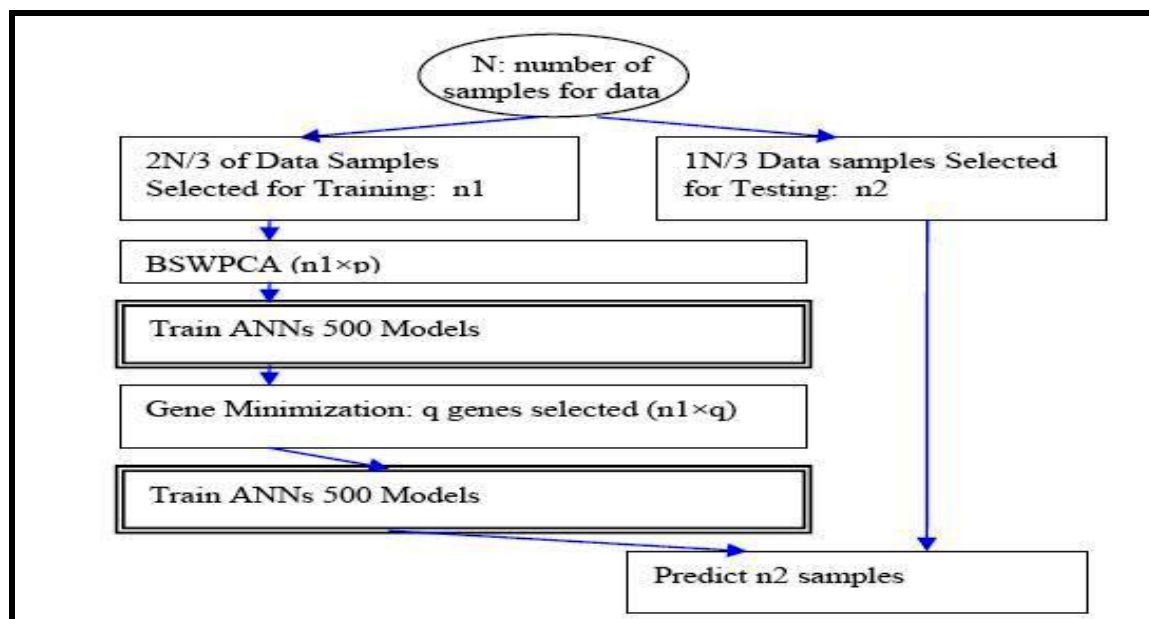 N: number of
samples for data
2N/3 of Data Samples
Selected for Training: n1
1N/3 Data samples Selected
for Testing: n2
BSWPCA (n1×p)
Train ANNs 500 Models
Gene Minimization: q genes selected (n1×q)
Train ANNs 500 Models
Predict n2 samples